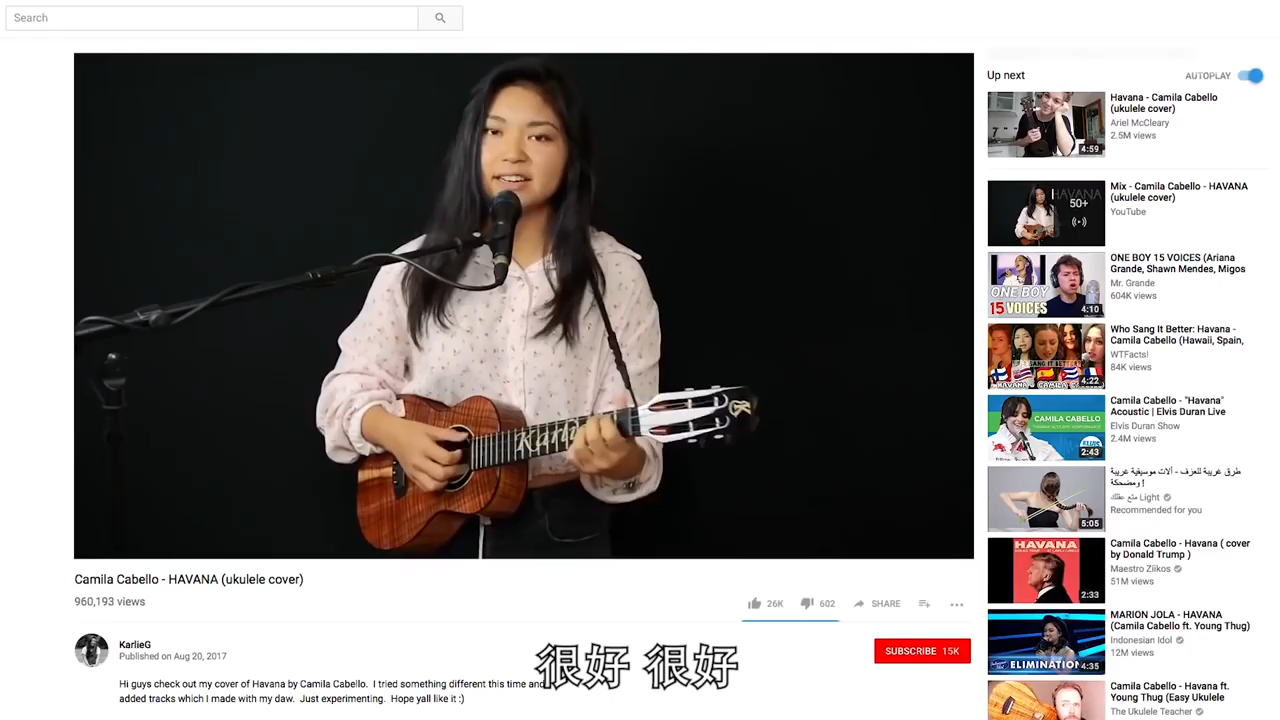 Search
Camila Cabello - HAVANA (ukulele cover)
960,193 views
26K
602
SHARE
KarlieG
Published on Aug 20, 2017
SUBSCRIBE 15K
Hi guys check out my cover of Havana by Camila Cabello. I tried something different this time and
added tracks which I made with my daw. Just experimenting. Hope yall like it :)
很好 很好
Karli
Up next
AUTOPLAY
Havana - Camila Cabello
(ukulele cover)
Ariel McCleary
2.5M views
4:59
Mix - Camila Cabello - HAVANA
(ukulele cover)
YouTube
HAVANA
50+
ONE BOY 15 VOICES (Ariana
Grande, Shawn Mendes, Migos
Mr. Grande
604K views
ONE BOY
15 VOICES
4:10
Who Sang It Better: Havana -
Camila Cabello (Hawaii, Spain,
WTFacts!
84K views
4:22
Camila Cabello - "Havana"
Acoustic | Elvis Duran Live
Elvis Duran Show
2.4M views
CAMILA CABELLO
2:43
طرق غريبة للعزف - آلات موسيقية غريبة
ومضحكة !
متع عقلك Light
Recommended for you
5:05
Camila Cabello - Havana ( cover
by Donald Trump )
Maestro Ziikos
51M views
HAVANA
2:33
MARION JOLA - HAVANA
(Camila Cabello ft. Young Thug)
Indonesian Idol
12M views
ELIMINATION
4:35
Camila Cabello - Havana ft.
Young Thug (Easy Ukulele
The Ukulele Teacher